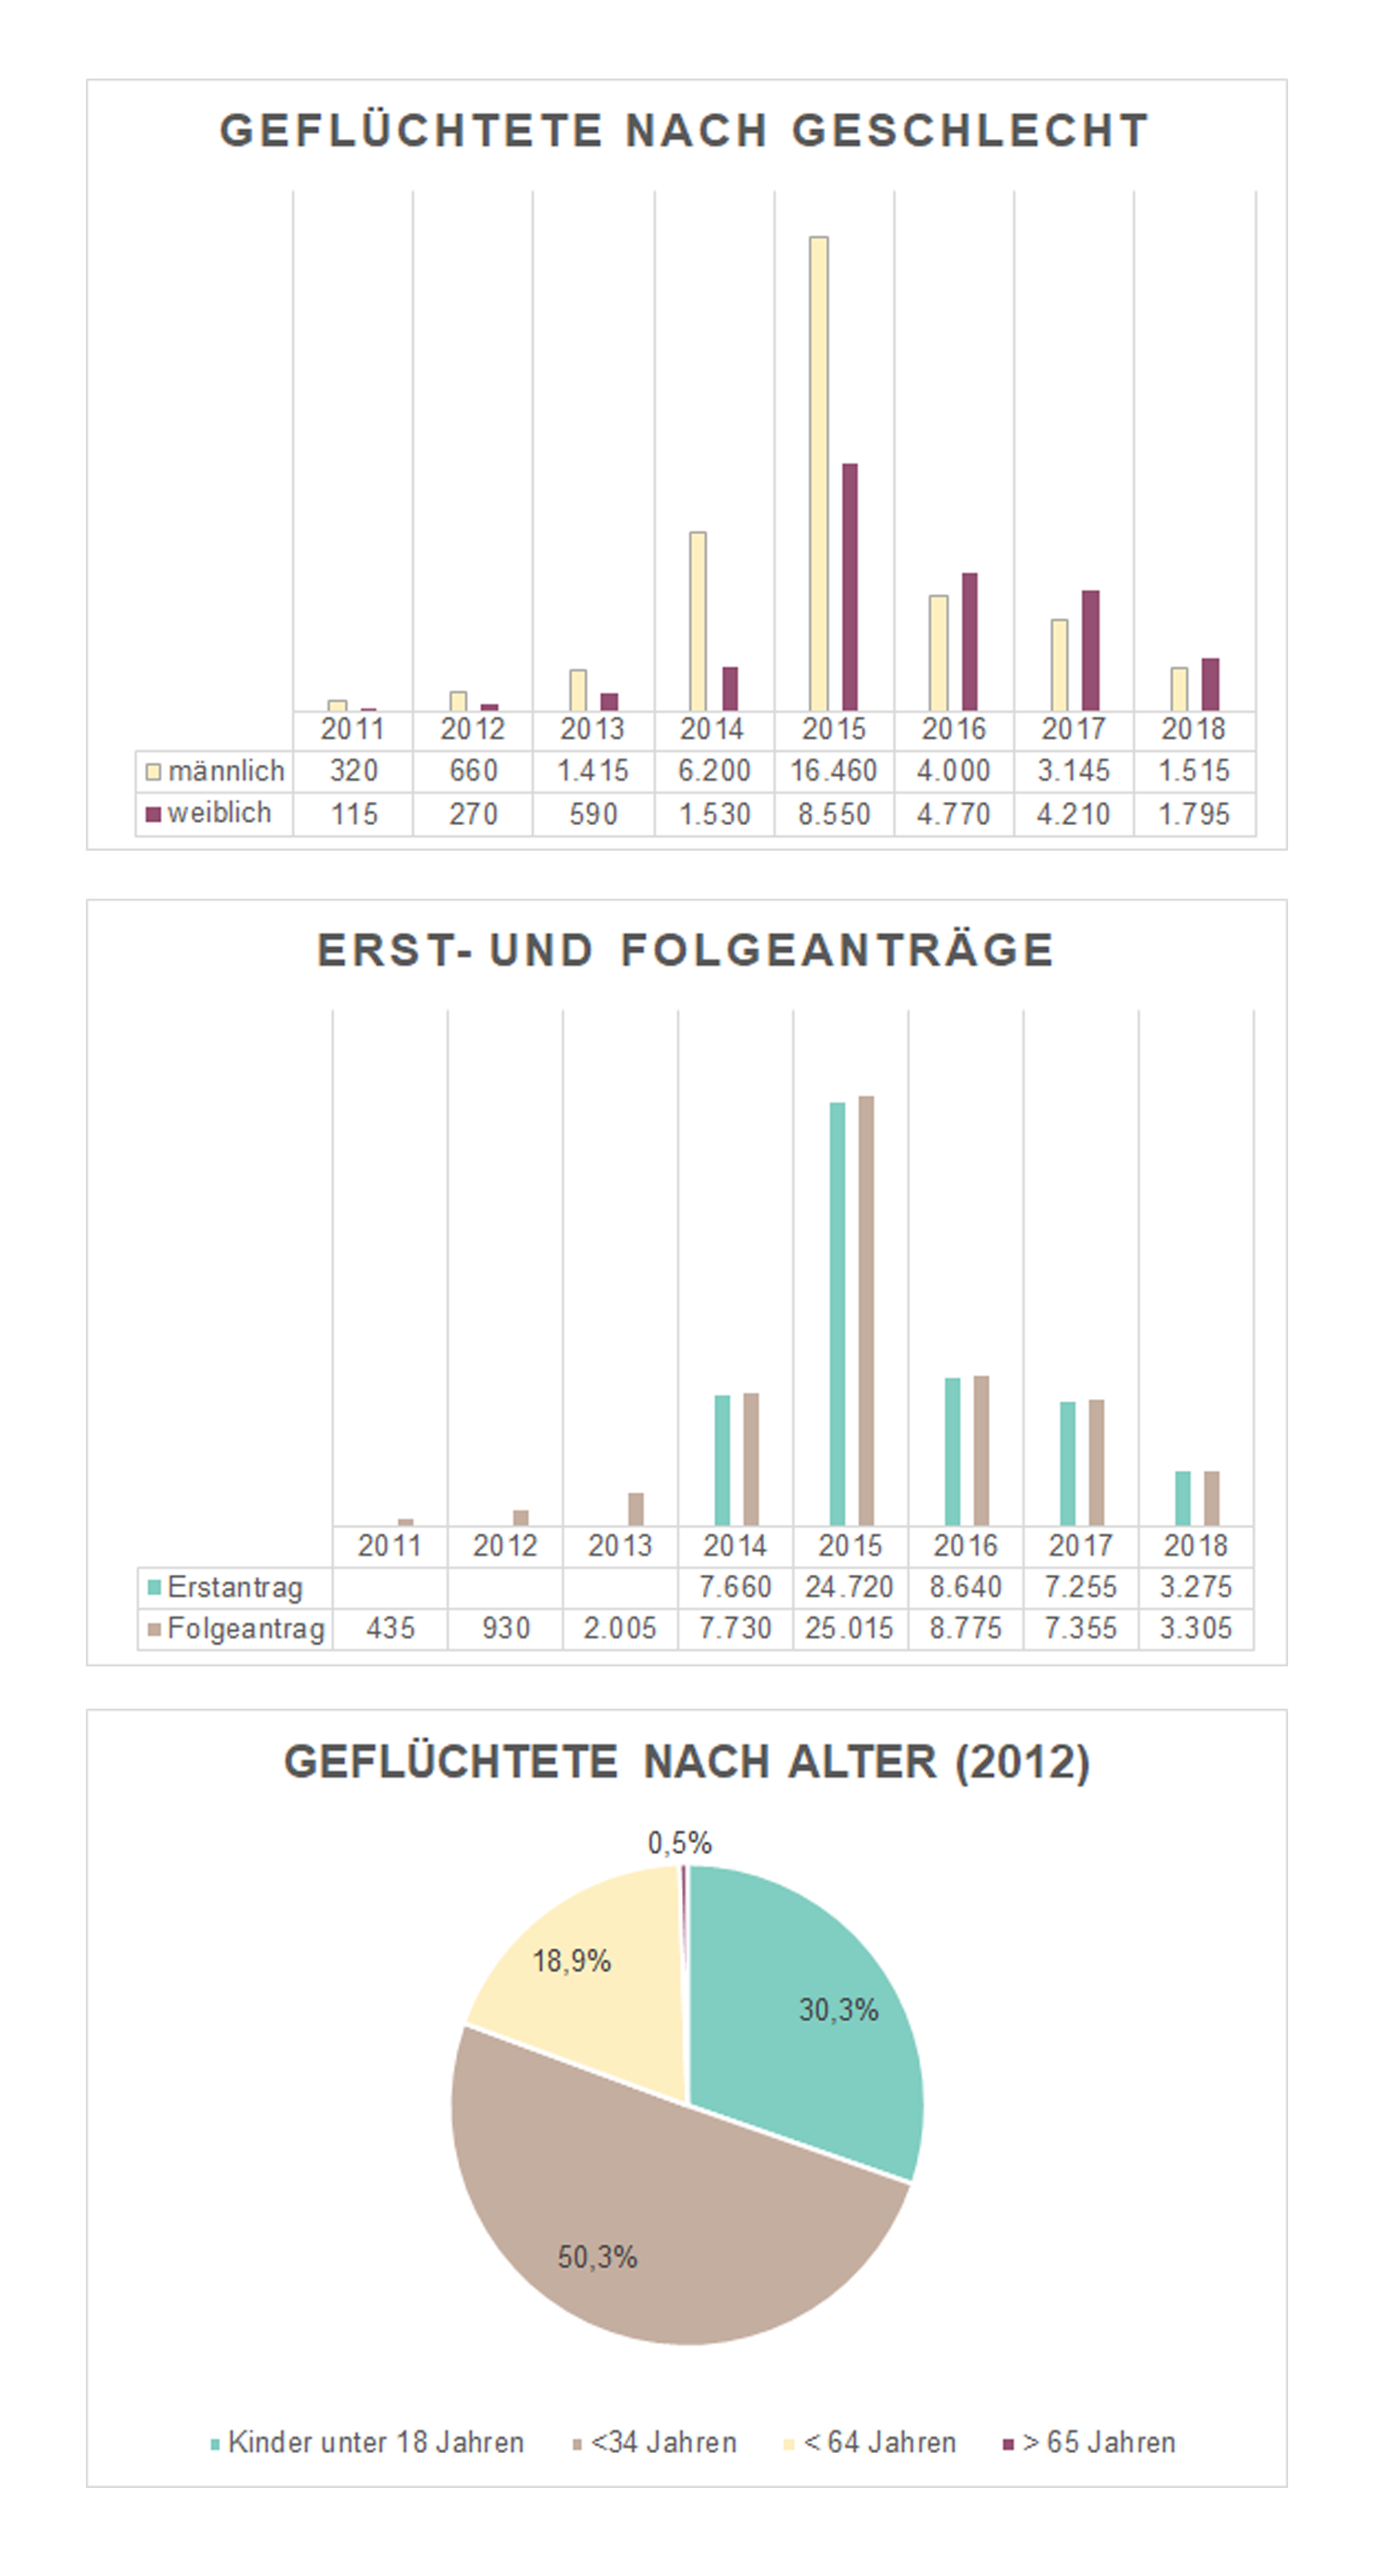 GEFLÜCHTETE NACH GESCHLECHT
2011 2012 2013 2014 2015 2016 2017 2018
männlich 320 660 1.415 6.200 16.460 4.000 3.145 1.515
weiblich 115 270 590 1.530 8.550 4.770 4.210 1.795
ERST- UND FOLGEANTRÄGE
2011 2012 2013 2014 2015 2016 2017 2018
Erstantrag 7.660 24.720 8.640 7.255 3.275
Folgeantrag 435 930 2.005 7.730 25.015 8.775 7.355 3.305
GEFLÜCHTETE NACH ALTER (2012)
0,5%
18,9%
30,3%
50,3%
Kinder unter 18 Jahren <34 Jahren < 64 Jahren > 65 Jahren